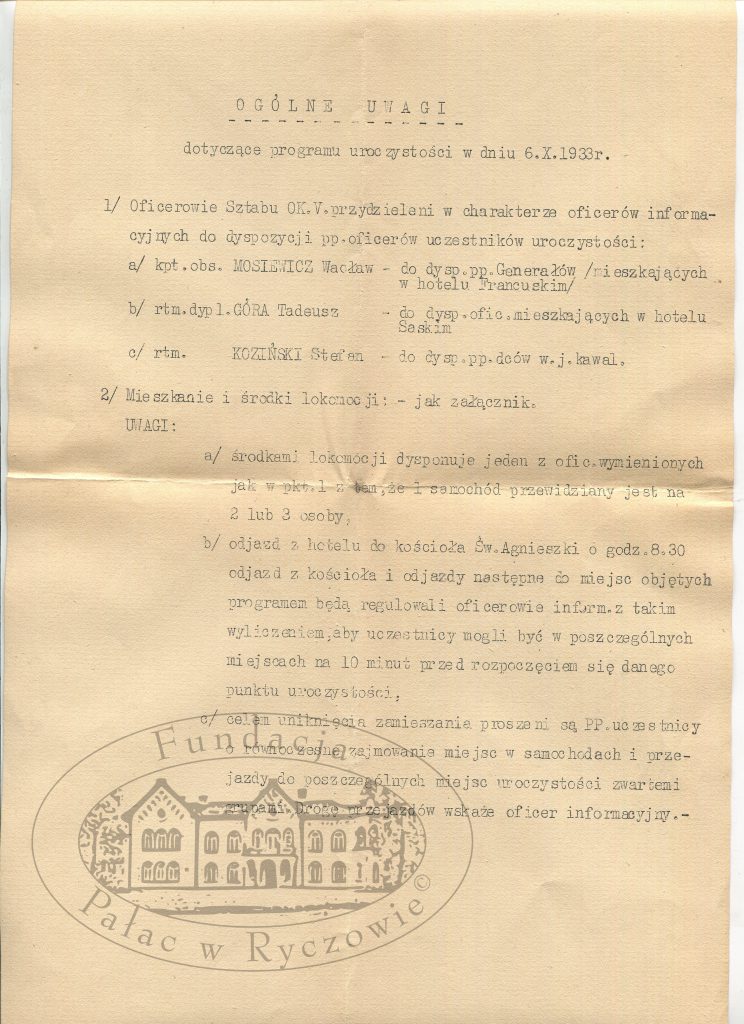 OGÓLNE UWAGI
dotyczące programu uroczystości w dniu 6.X.1933r.
1/ Oficerowie Sztabu OK.V.przydzieleni w charakterze oficerów informa-
cyjnych do dyspozycji pp.oficerów uczestników uroczystości:
a/ kpt.obs. MOSIEWICZ Wacław - do dysp.pp.Generałów /mieszkających
w hotelu Francuskim/
b/ rtm.dypl.GÓRA Tadeusz - do dysp.ofic.mieszkających w hotelu
Saskim
c/ rtm. KOZIŃSKI Stefan - do dysp.pp.dców w.j.kawal.
2/ Mieszkanie i środki lokomocji: - jak załącznik.
UWAGI:
a/ środkami lokomocji dysponuje jeden z ofic.wymienionych
jak w pkt.1 z tem,że 1 samochód przewidziany jest na
2 lub 3 osoby,
b/ odjazd z hotelu do kościoła Św.Agnieszki o godz.8.30
odjazd z kościoła i odjazdy następne do miejsc objętych
programem będą regulowali oficerowie inform.z takim
wyliczeniem,aby uczestnicy mogli być w poszczególnych
miejscach na 10 minut przed rozpoczęciem się danego
punktu uroczystości,
c/ celem uniknięcia zamieszania proszeni są PP.uczestnicy
o równoczesne zajmowanie miejsc w samochodach i prze-
jazdy do poszczególnych miejsc uroczystości zwartemi
grupami.Drogę przejazdów wskaże oficer informacyjny.-
Fundacja
Pałac w Ryczowie ©